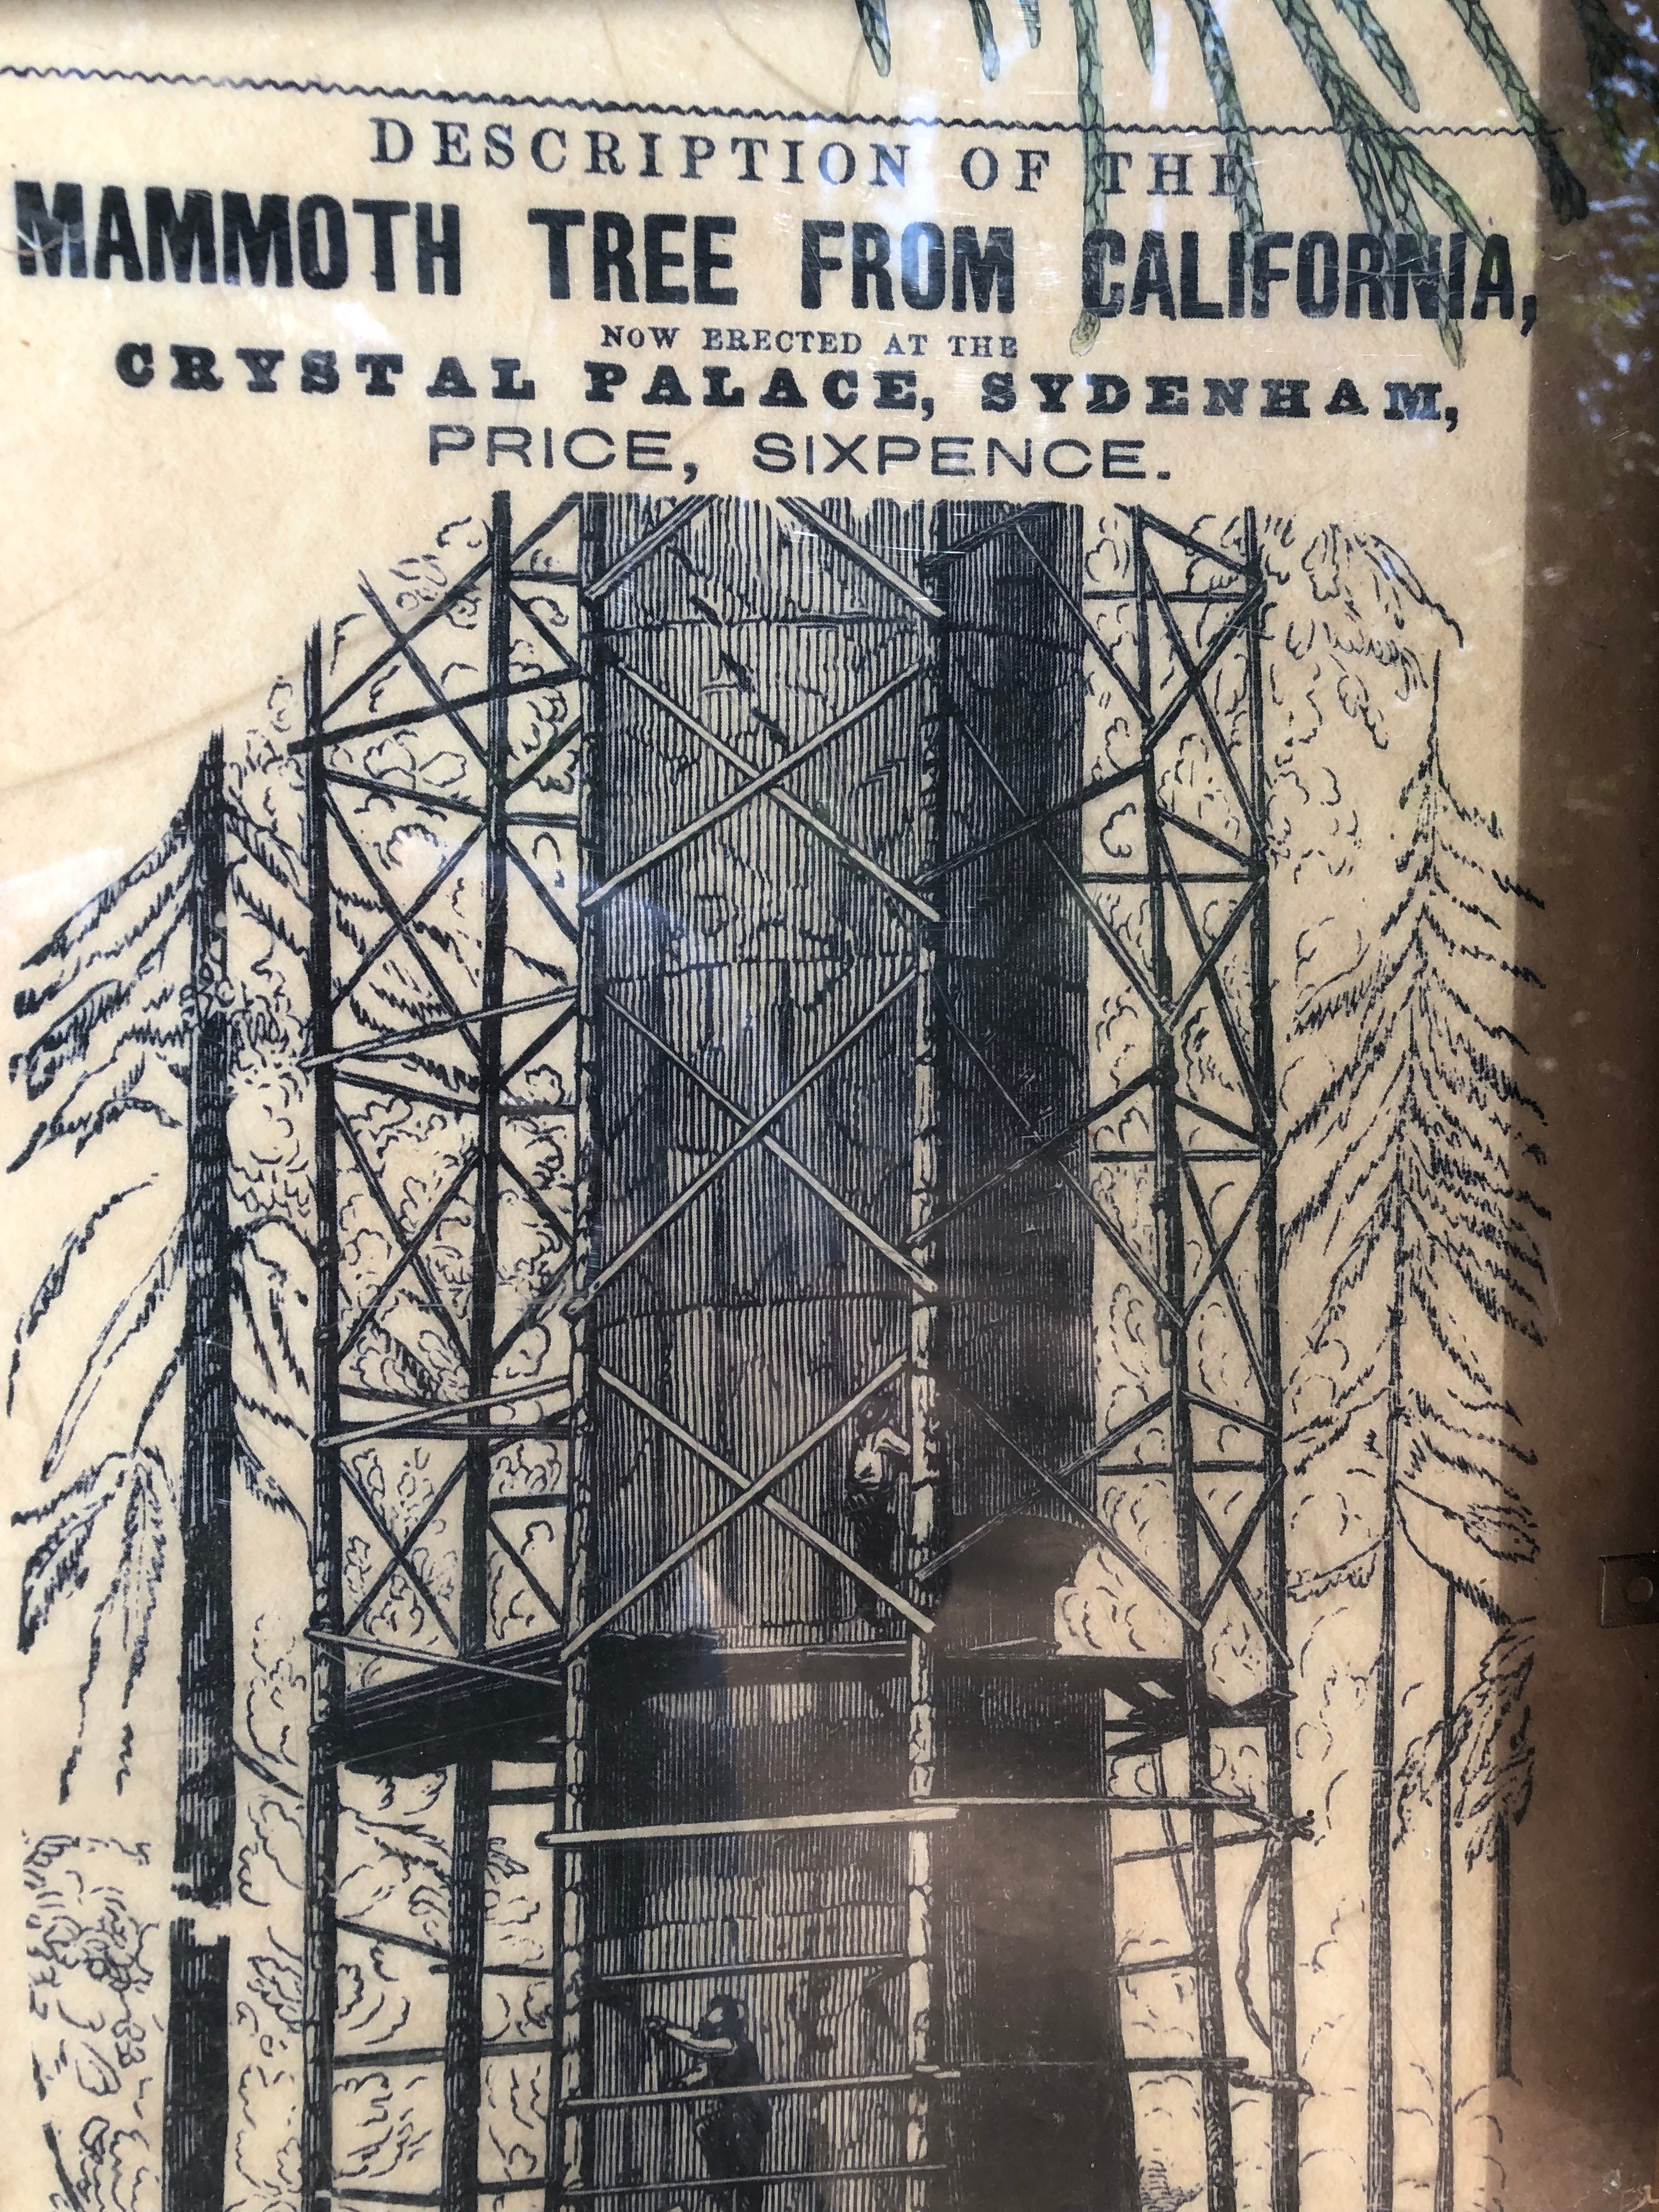 DESCRIPTION OF THE
MAMMOTH TREE FROM CALIFORNIA,
NOW ERECTED AT THE
CRYSTAL PALACE, SYDENHAM,
PRICE, SIXPENCE.